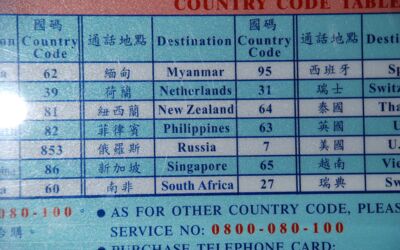 COUNTRY CODE TABLE
國碼 Country Code 通話地點 Destination 國碼 Country Code 通話地點
62 緬甸 Myanmar 95 西班牙
39 荷蘭 Netherlands 31 瑞士 Switz
81 紐西蘭 New Zealand 64 泰國 Tha
82 菲律賓 Philippines 63 英國 U.
853 俄羅斯 Russia 7 美國 U.
86 新加坡 Singapore 65 越南 Vie
60 南非 South Africa 27 瑞典 Sw
080-100 ● AS FOR OTHER COUNTRY CODE, PLEAS
SERVICE NO: 0800-080-100
● PURCHASE TELEPHONE CARD: